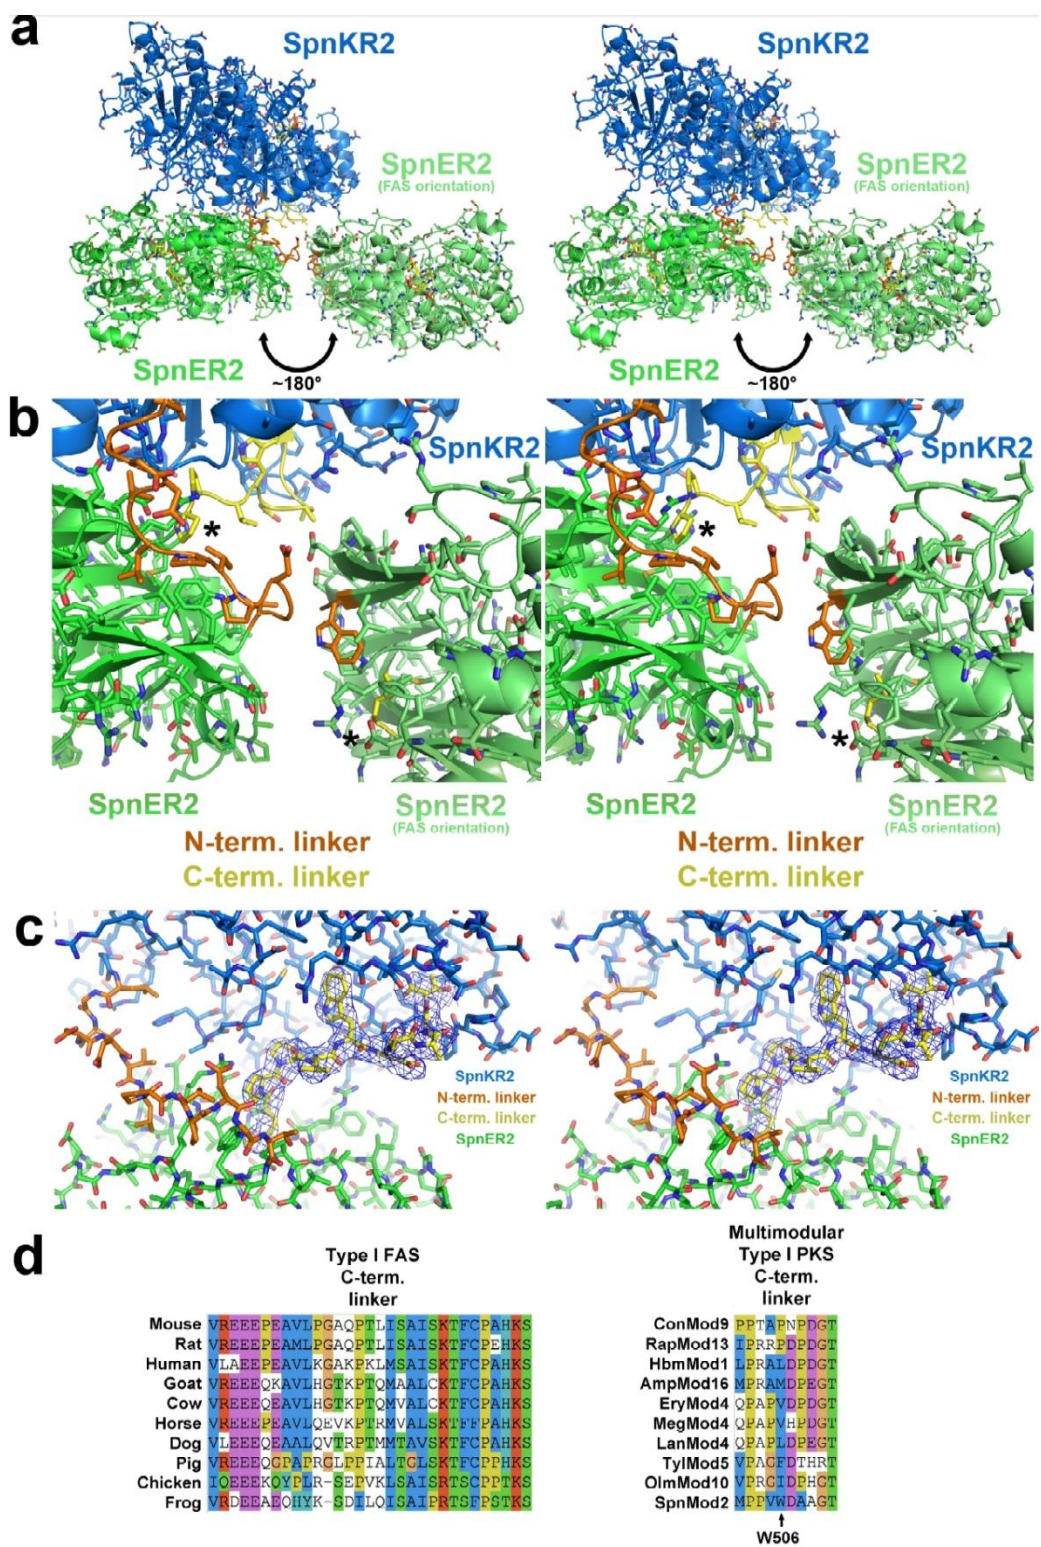 a
SpnKR2
SpnKR2
SpnER2
(FAS orientation)
SpnER2
(FAS orientation)
SpnER2
~180°
SpnER2
~180°
b
SpnKR2
SpnKR2
*
*
*
*
SpnER2
SpnER2
(FAS orientation)
SpnER2
SpnER2
(FAS orientation)
N-term. linker
N-term. linker
C-term. linker
C-term. linker
c
SpnKR2
N-term. linker
C-term. linker
SpnER2
SpnKR2
N-term. linker
C-term. linker
SpnER2
d
Type I FAS
C-term.
linker
Mouse VREEEPEAVLPGAQPTLISAISKTFCPAHKS
Rat VREEEPEAMLPGAQPTLISAISKTFCPEHKS
Human VLAEEPEAVLKGAKPKLMSAISKTFCPAHKS
Goat VREEEQKAVLHGTKPTQMAALCKTFCPAHKS
Cow VREEEQEAVLHGTKPTQMVALCKTFCPAHKS
Horse VREEEPEAVLQEVKPTRMVALSKTFFPAHKS
Dog VLEEEQEAALQVTRPTMMTAVSKTFCPAHKS
Pig VREEEQGPAPRGLPPIALTGLSKTFCPPHKS
Chicken IQEEEKQYPLR-SEPVKLSAISRTSCPPTKS
Frog VRDEEAEQHYK-SDILQISAIPRTSFPSTKS
Multimodular
Type I PKS
C-term.
linker
ConMod9 PPTAPNPDGT
RapMod13 IPRRPDPDGT
HbmMod1 LPRALDPDGT
AmpMod16 MPRAMDPEGT
EryMod4 QPAPVDPDGT
MegMod4 QPAPVHPDGT
LanMod4 QPAPLDPEGT
TylMod5 VPAGFDTHRT
OlmMod10 VPRGIDPHGT
SpnMod2 MPPVWDAAGT
W506